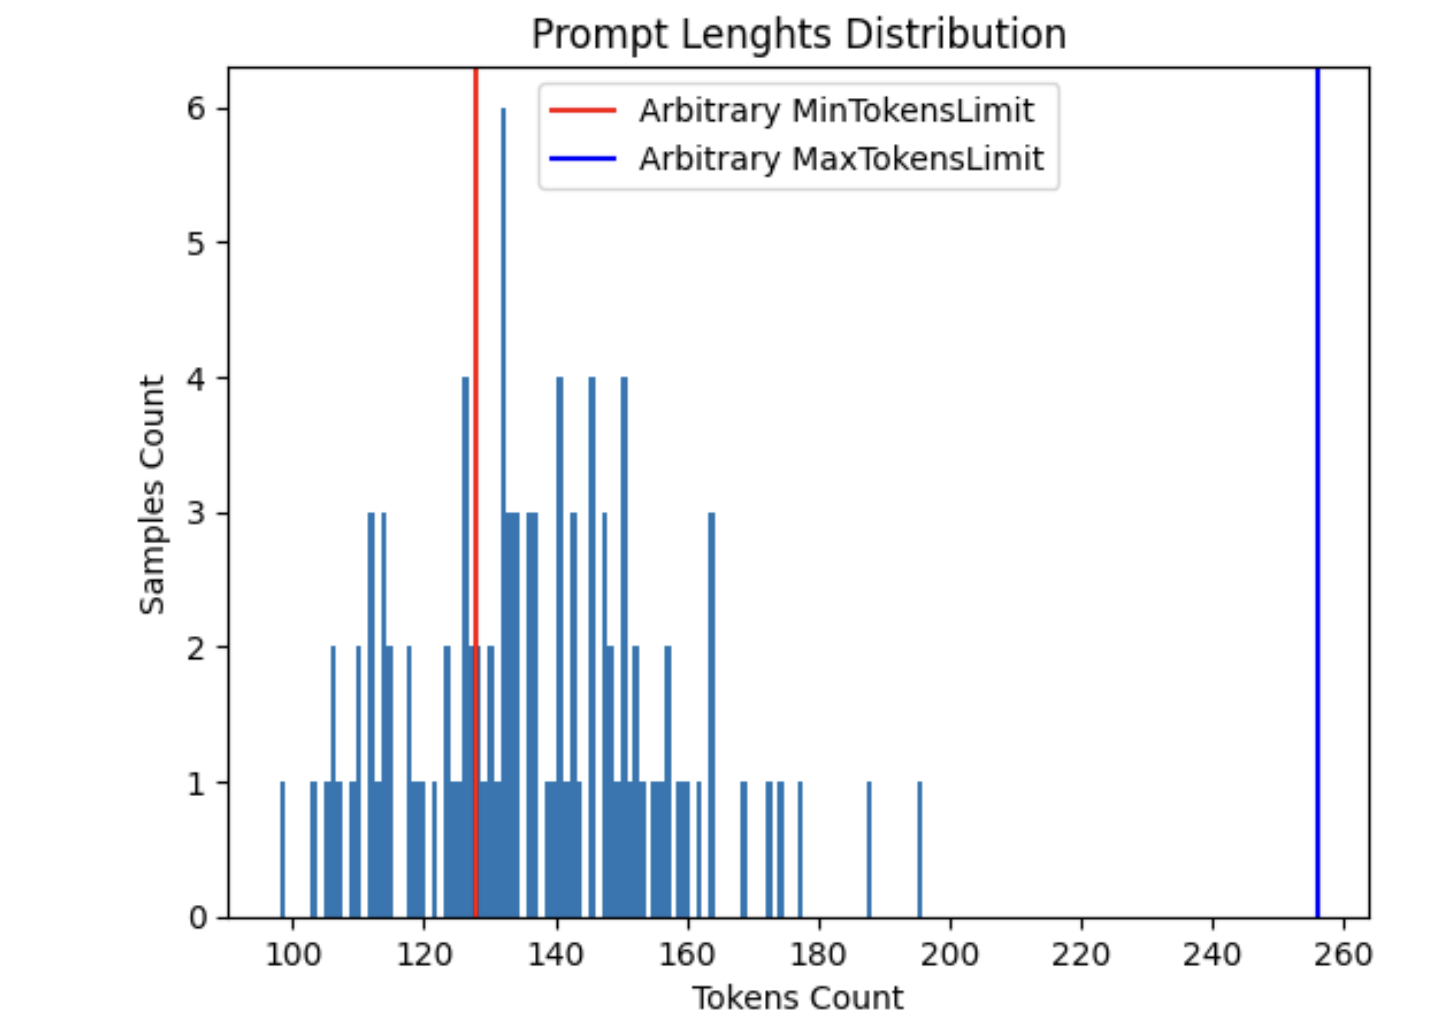 Prompt Lenghts Distribution
Arbitrary MinTokensLimit
Arbitrary MaxTokensLimit
6
5
4
3
2
1
0
Samples Count
100 120 140 160 180 200 220 240 260
Tokens Count